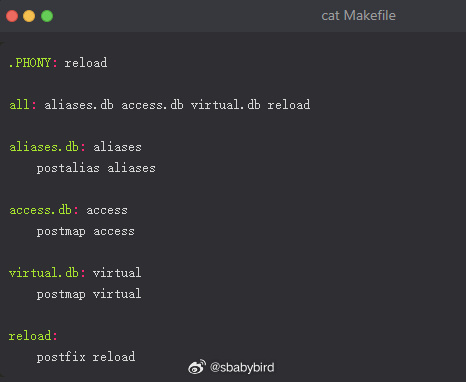 cat Makefile
.PHONY: reload
all: aliases.db access.db virtual.db reload
aliases.db: aliases
postalias aliases
access.db: access
postmap access
virtual.db: virtual
postmap virtual
reload:
postfix reload
@sbabybird